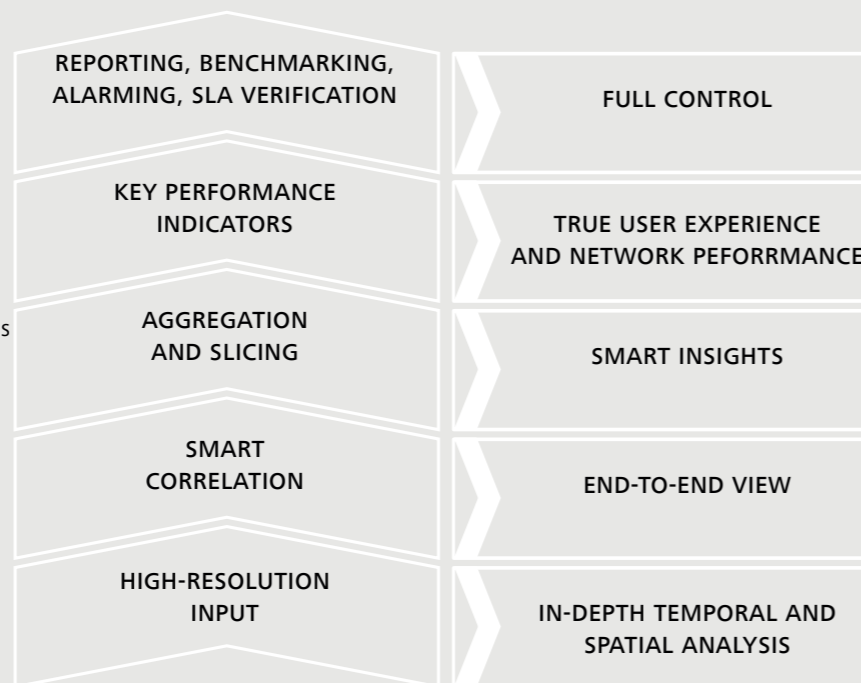 REPORTING, BENCHMARKING,
ALARMING, SLA VERIFICATION
FULL CONTROL
KEY PERFORMANCE
INDICATORS
TRUE USER EXPERIENCE
AND NETWORK PEFORRMANCE
s
AGGREGATION
AND SLICING
SMART INSIGHTS
SMART
CORRELATION
END-TO-END VIEW
HIGH-RESOLUTION
INPUT
IN-DEPTH TEMPORAL AND
SPATIAL ANALYSIS